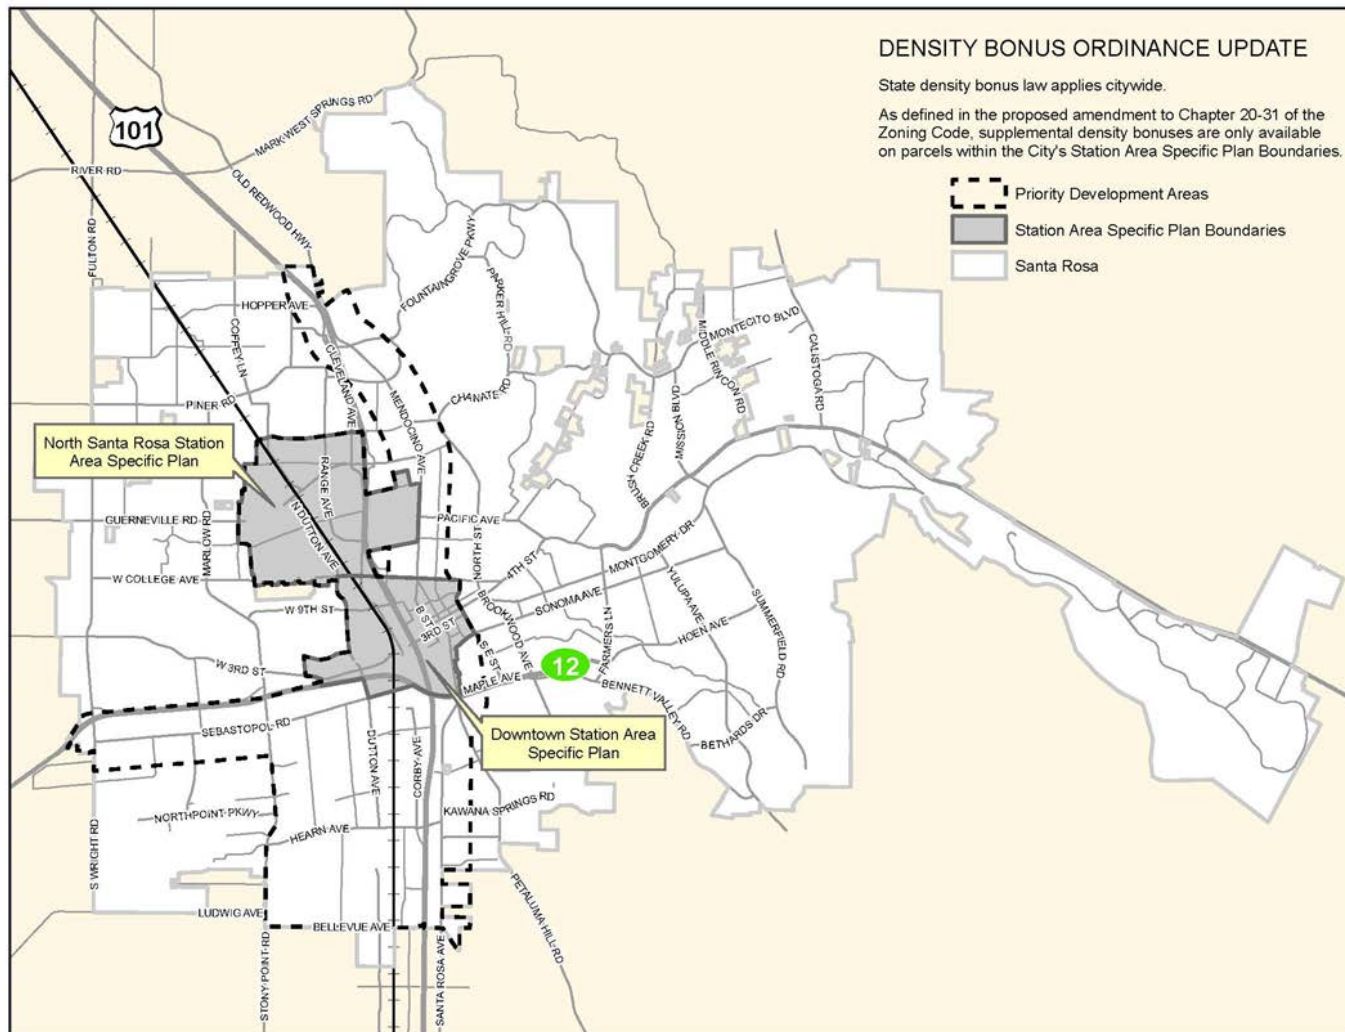 DENSITY BONUS ORDINANCE UPDATE
State density bonus law applies citywide.
As defined in the proposed amendment to Chapter 20-31 of the
Zoning Code, supplemental density bonuses are only available
on parcels within the City's Station Area Specific Plan Boundaries.
Priority Development Areas
Station Area Specific Plan Boundaries
Santa Rosa
101
MARK WEST SPRINGS RD
RIVER RD
OLD REDWOOD HWY
FULTON RD
HOPPER AVE
FOUNTAINGROVE PKWY
PARKER HILL RD
COFFEY LN
CLEVELAND AVE
MONTECITO BLVD
MIDDLE RINCON RD
CALISTOGA RD
MENDOCINO AVE
CHANATE RD
PINER RD
MISSION BLVD
BRUSH CREEK RD
North Santa Rosa Station
Area Specific Plan
RANGE AVE
GUERNEVILLE RD
MARLOW RD
N DUTTON AVE
PACIFIC AVE
NORTH ST
4TH ST
MONTGOMERY DR
W COLLEGE AVE
W 9TH ST
B ST
3RD ST
BROOKWOOD AVE
SONOMA AVE
YULUPA AVE
SUMMERFIELD RD
HOEN AVE
FARMERS LN
S E ST
W 3RD ST
MAPLE AVE
12
BENNETT VALLEY RD
BETHARDS DR
SEBASTOPOL RD
Downtown Station Area
Specific Plan
DUTTON AVE
CORBY AVE
KAWANA SPRINGS RD
NORTHPOINT PKWY
HEARN AVE
S WRIGHT RD
LUDWIG AVE
BELLEVUE AVE
STONY POINT RD
SANTA ROSA AVE
PETALUMA HILL RD